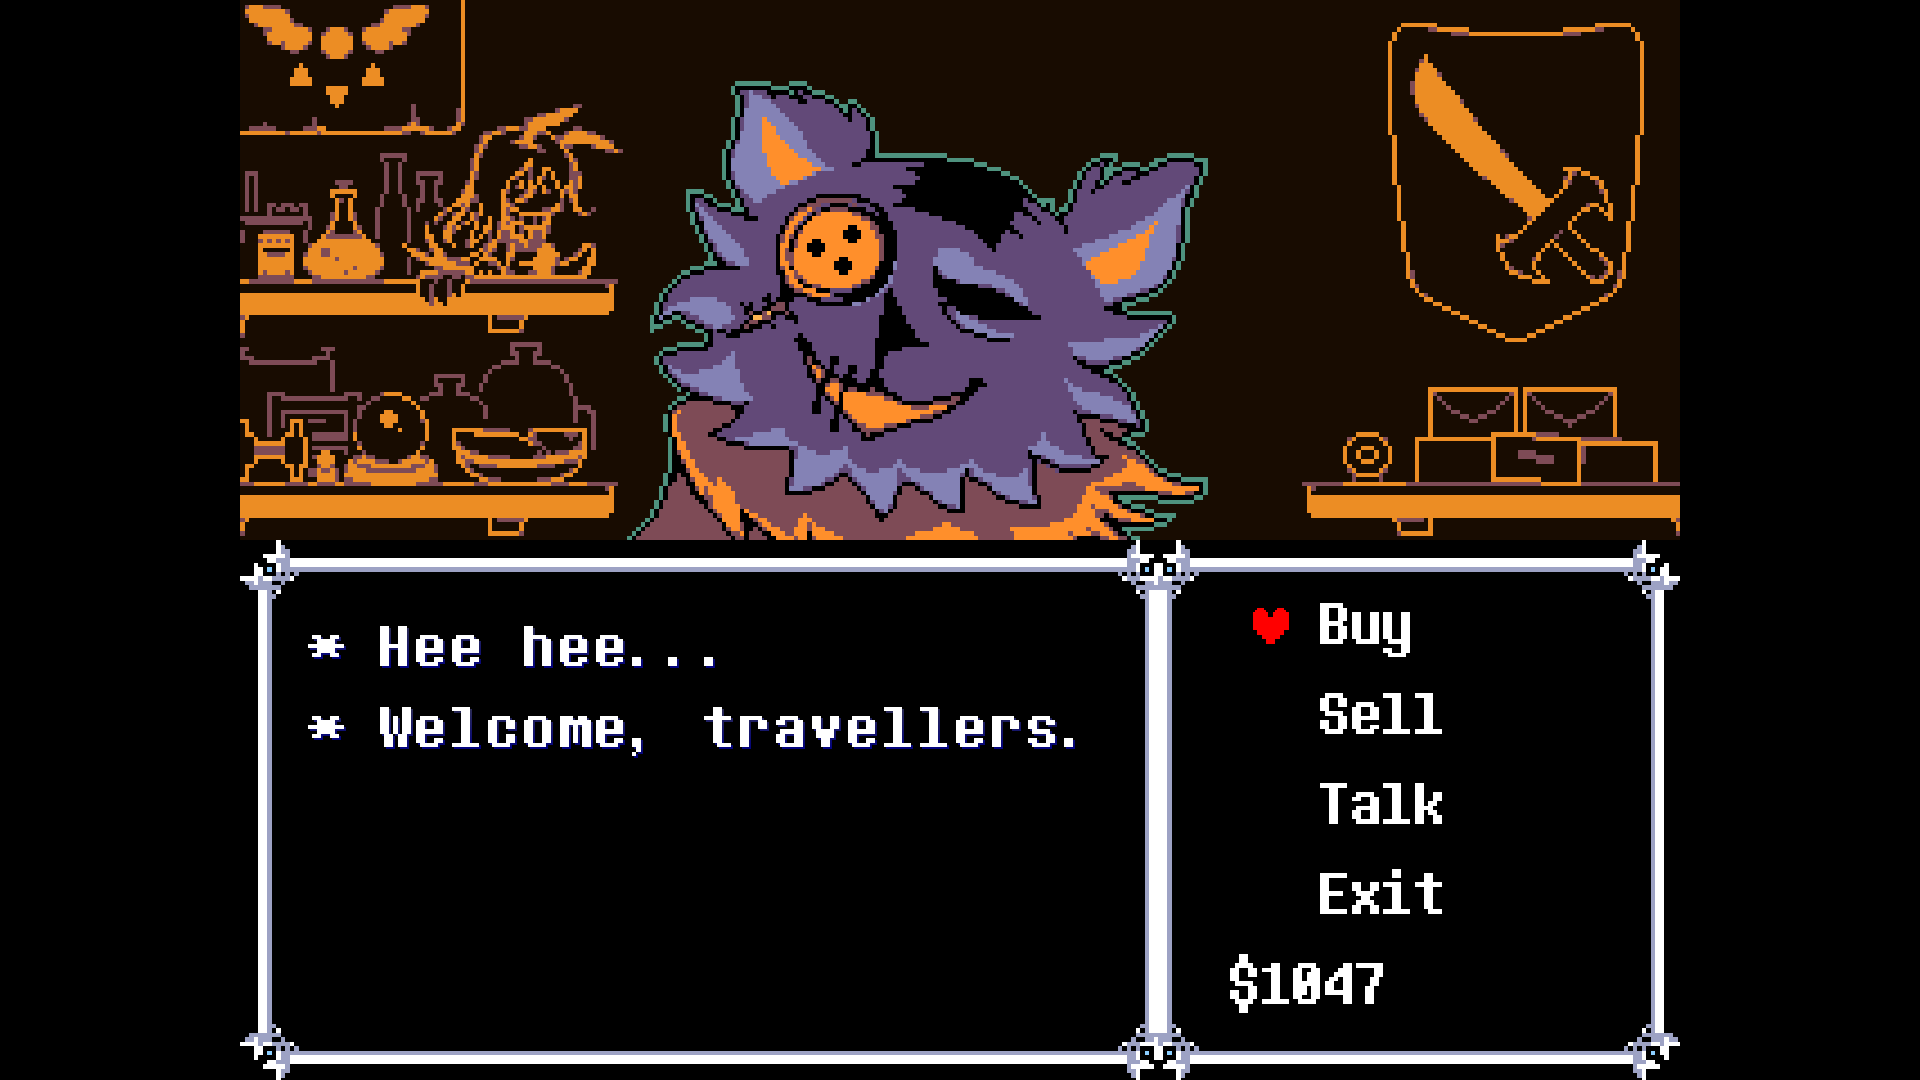 * Hee hee...
* Welcome, travellers.
Buy
Sell
Talk
Exit
$1047